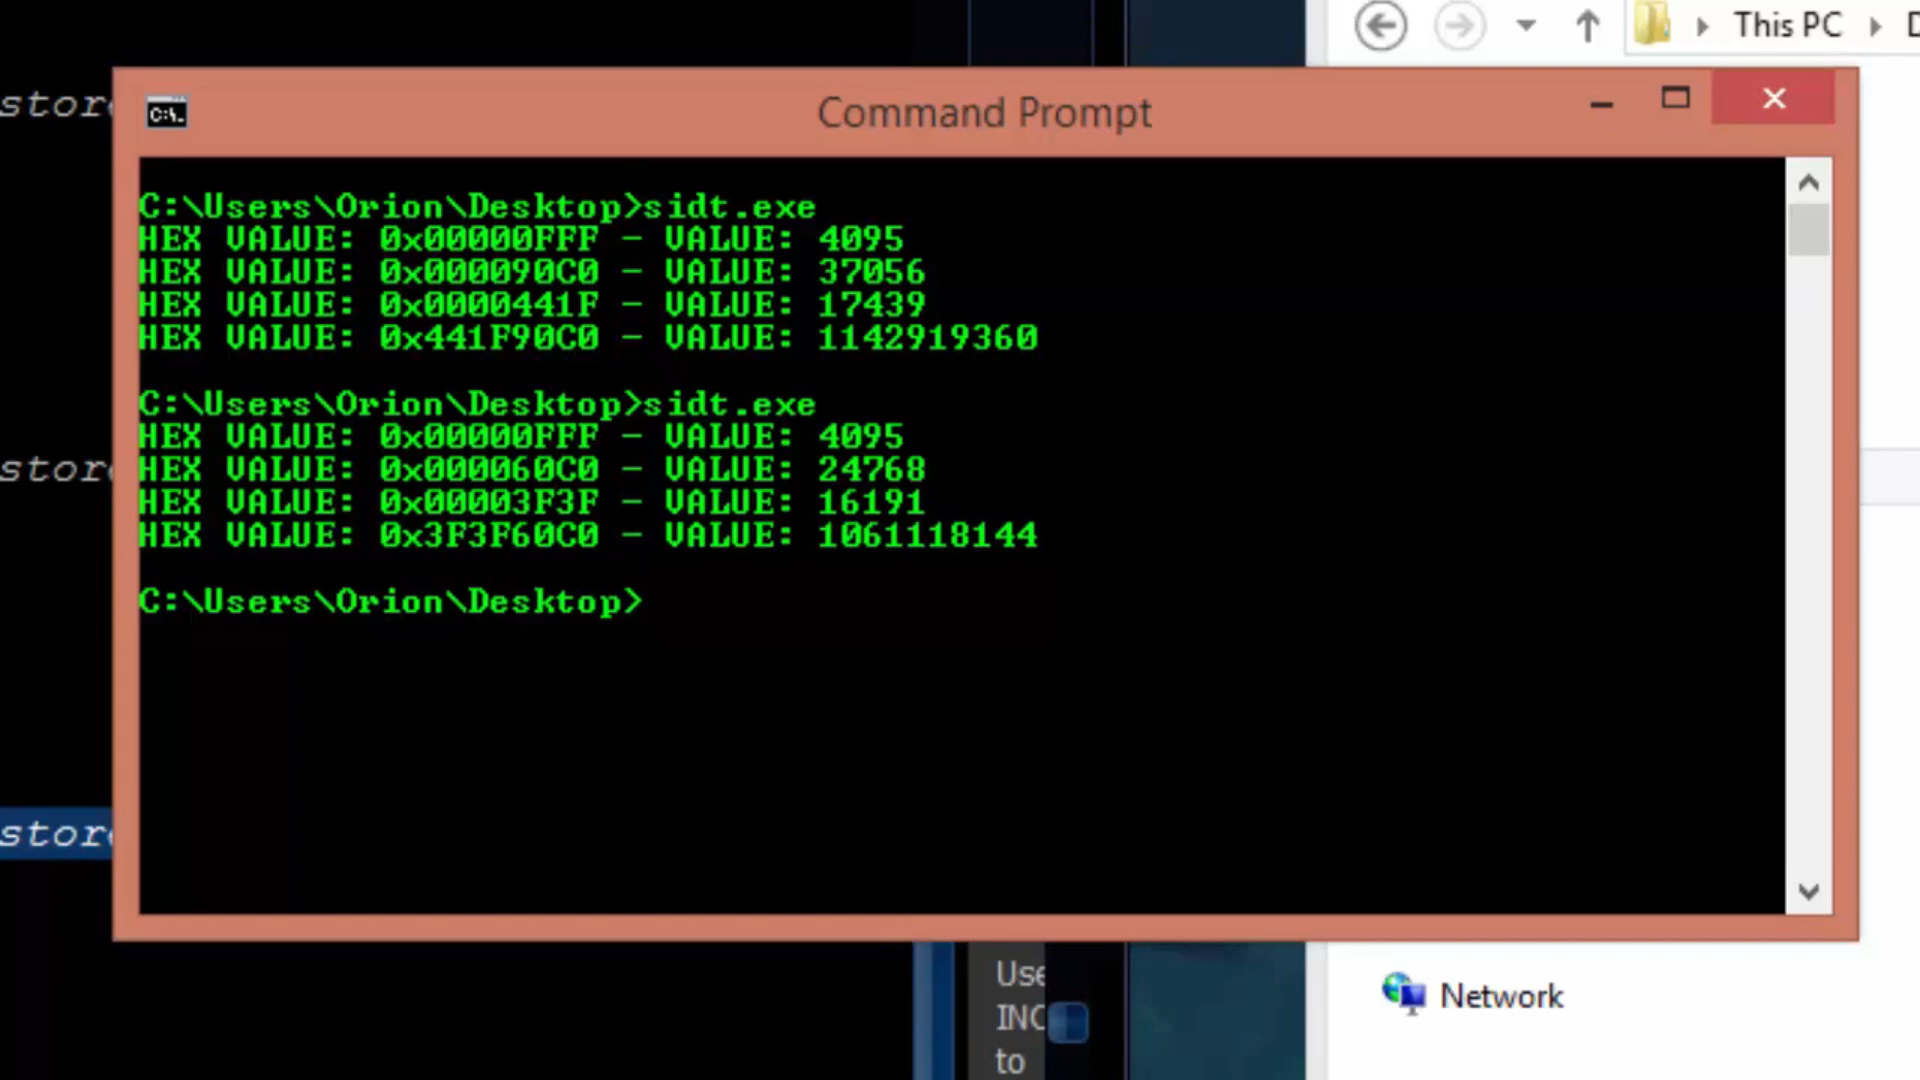 This PC
Command Prompt
C:\Users\Orion\Desktop>sidt.exe
HEX VALUE: 0x00000FFF - VALUE: 4095
HEX VALUE: 0x000090C0 - VALUE: 37056
HEX VALUE: 0x0000441F - VALUE: 17439
HEX VALUE: 0x441F90C0 - VALUE: 1142919360
C:\Users\Orion\Desktop>sidt.exe
HEX VALUE: 0x00000FFF - VALUE: 4095
HEX VALUE: 0x000060C0 - VALUE: 24768
HEX VALUE: 0x00003F3F - VALUE: 16191
HEX VALUE: 0x3F3F60C0 - VALUE: 1061118144
C:\Users\Orion\Desktop>
Use
INC
to
Network